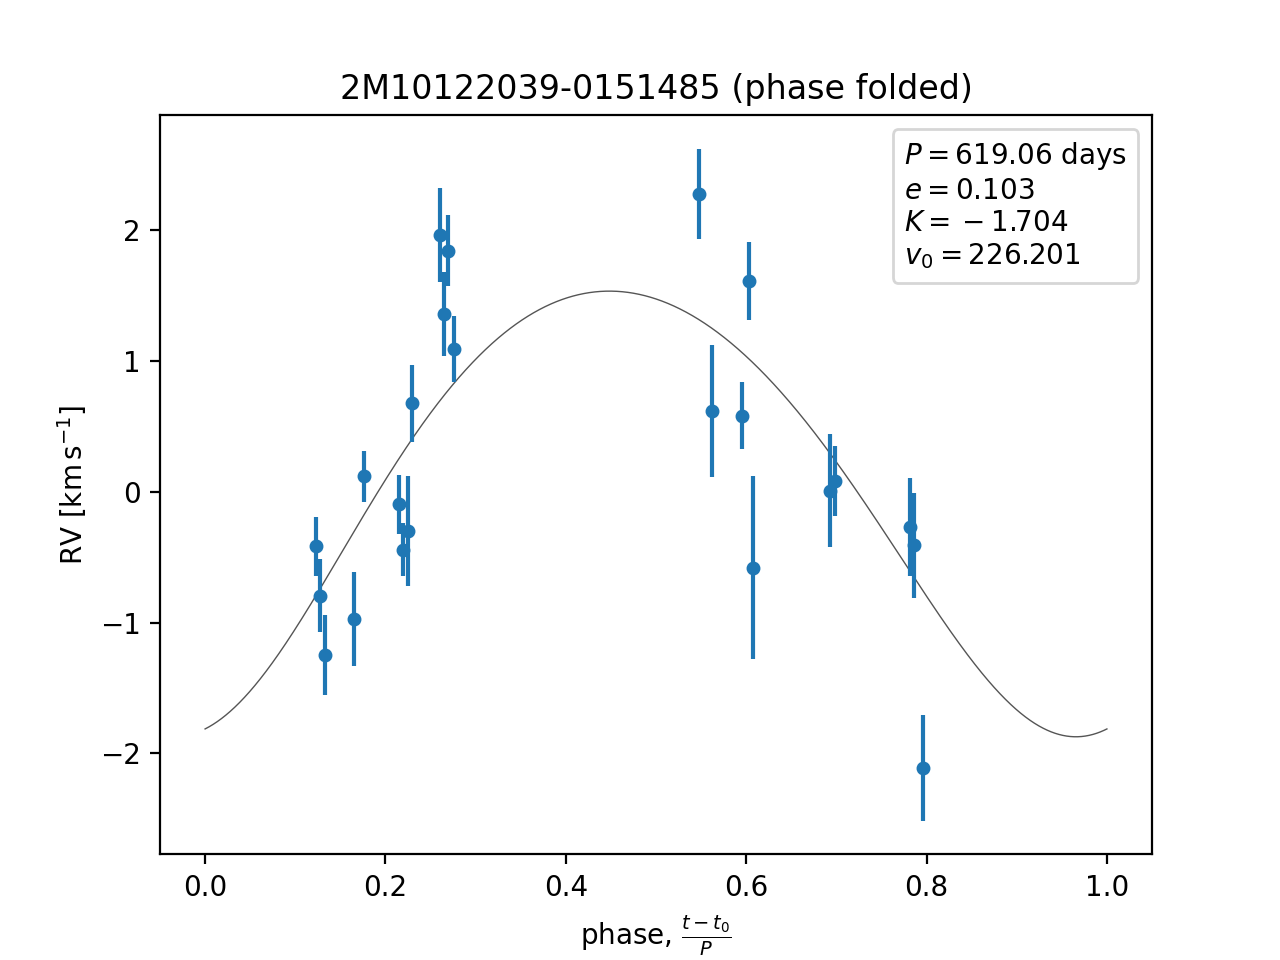 2M10122039-0151485 (phase folded)
P = 619.06 days
e = 0.103
K = −1.704
v₀ = 226.201
RV [km s⁻¹]
2
1
0
−1
−2
0.0 0.2 0.4 0.6 0.8 1.0
phase, (t − t₀)/P